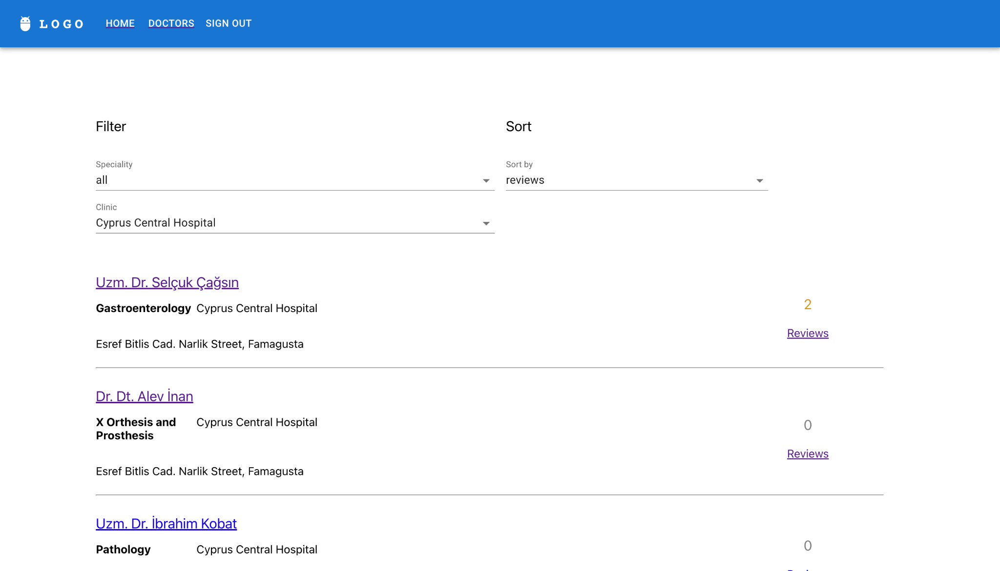 LOGO HOME DOCTORS SIGN OUT
Filter
Sort
Speciality
all
Sort by
reviews
Clinic
Cyprus Central Hospital
Uzm. Dr. Selçuk Çağsın
Gastroenterology Cyprus Central Hospital
Esref Bitlis Cad. Narlik Street, Famagusta
2
Reviews
Dr. Dt. Alev İnan
X Orthesis and
Prosthesis
Cyprus Central Hospital
Esref Bitlis Cad. Narlik Street, Famagusta
0
Reviews
Uzm. Dr. İbrahim Kobat
Pathology Cyprus Central Hospital
0